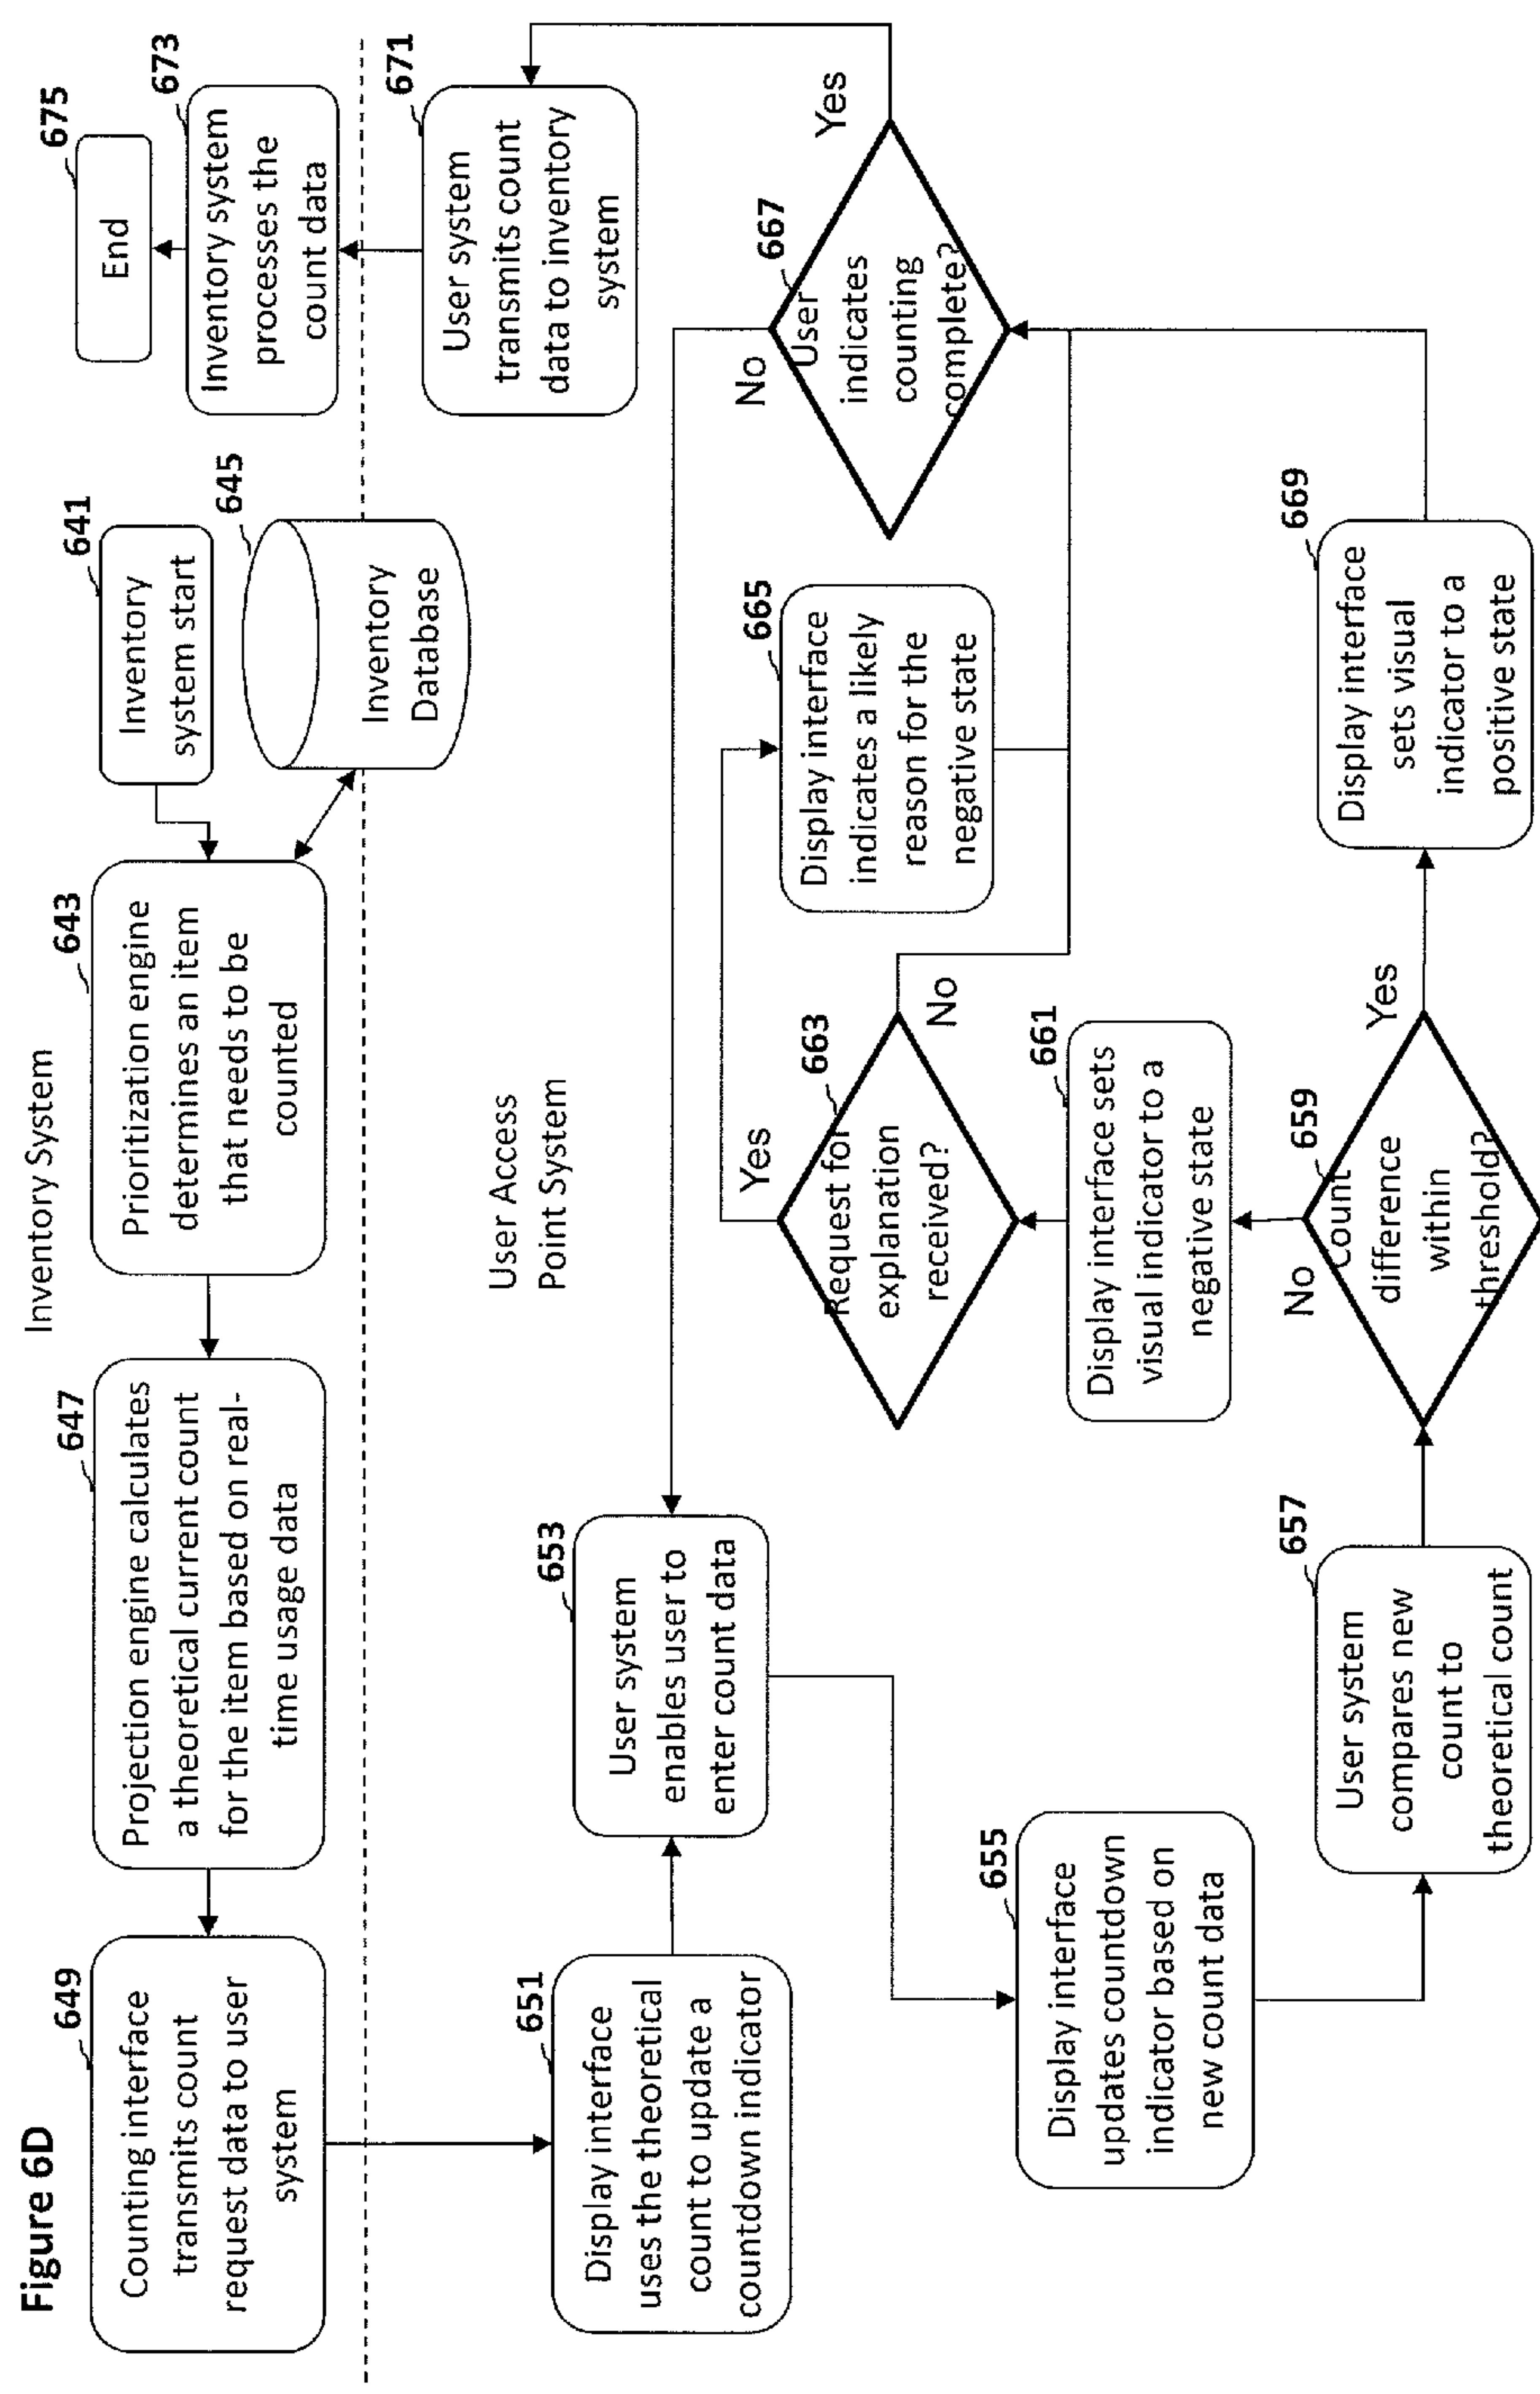 Figure 6D
Inventory System
649
Counting interface
transmits count
request data to user
system
647
Projection engine calculates
a theoretical current count
for the item based on real-
time usage data
643
Prioritization engine
determines an item
that needs to be
counted
641
Inventory
system start
645
Inventory
Database
675
End
673
Inventory system
processes the
count data
User Access
Point System
651
Display interface
uses the theoretical
count to update a
countdown indicator
653
User system
enables user to
enter count data
671
User system
transmits count
data to inventory
system
655
Display interface
updates countdown
indicator based on
new count data
Yes
663
Request for
explanation
received?
No
665
Display interface
indicates a likely
reason for the
negative state
No
667
User
indicates
counting
complete?
Yes
661
Display interface sets
visual indicator to a
negative state
657
User system
compares new
count to
theoretical count
No
659
Count
difference
within
threshold?
Yes
669
Display interface
sets visual
indicator to a
positive state